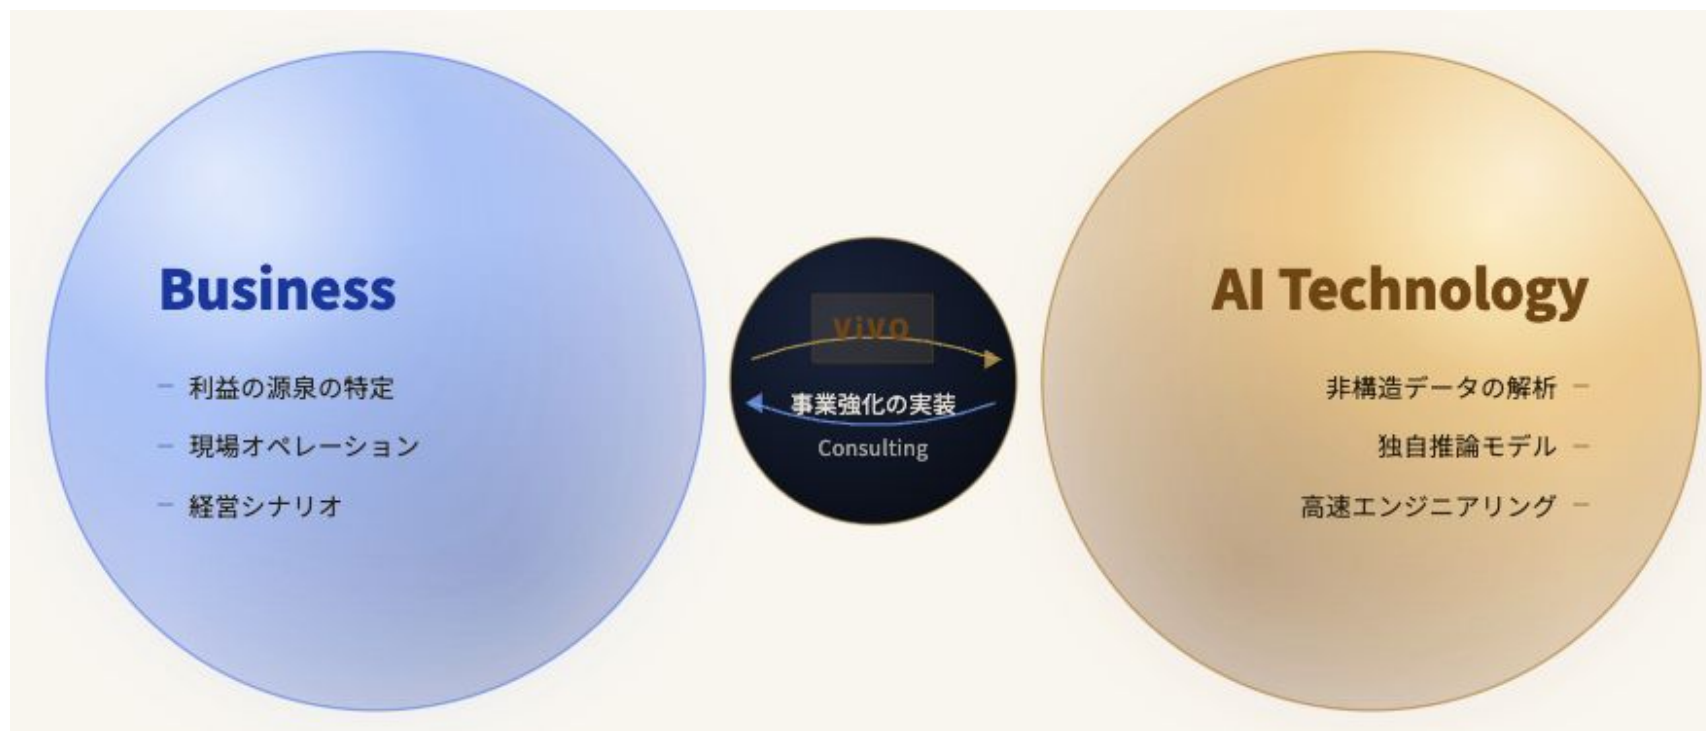 Business
– 利益の源泉の特定
– 現場オペレーション
– 経営シナリオ
vivo
事業強化の実装
Consulting
AI Technology
非構造データの解析 –
独自推論モデル –
高速エンジニアリング –